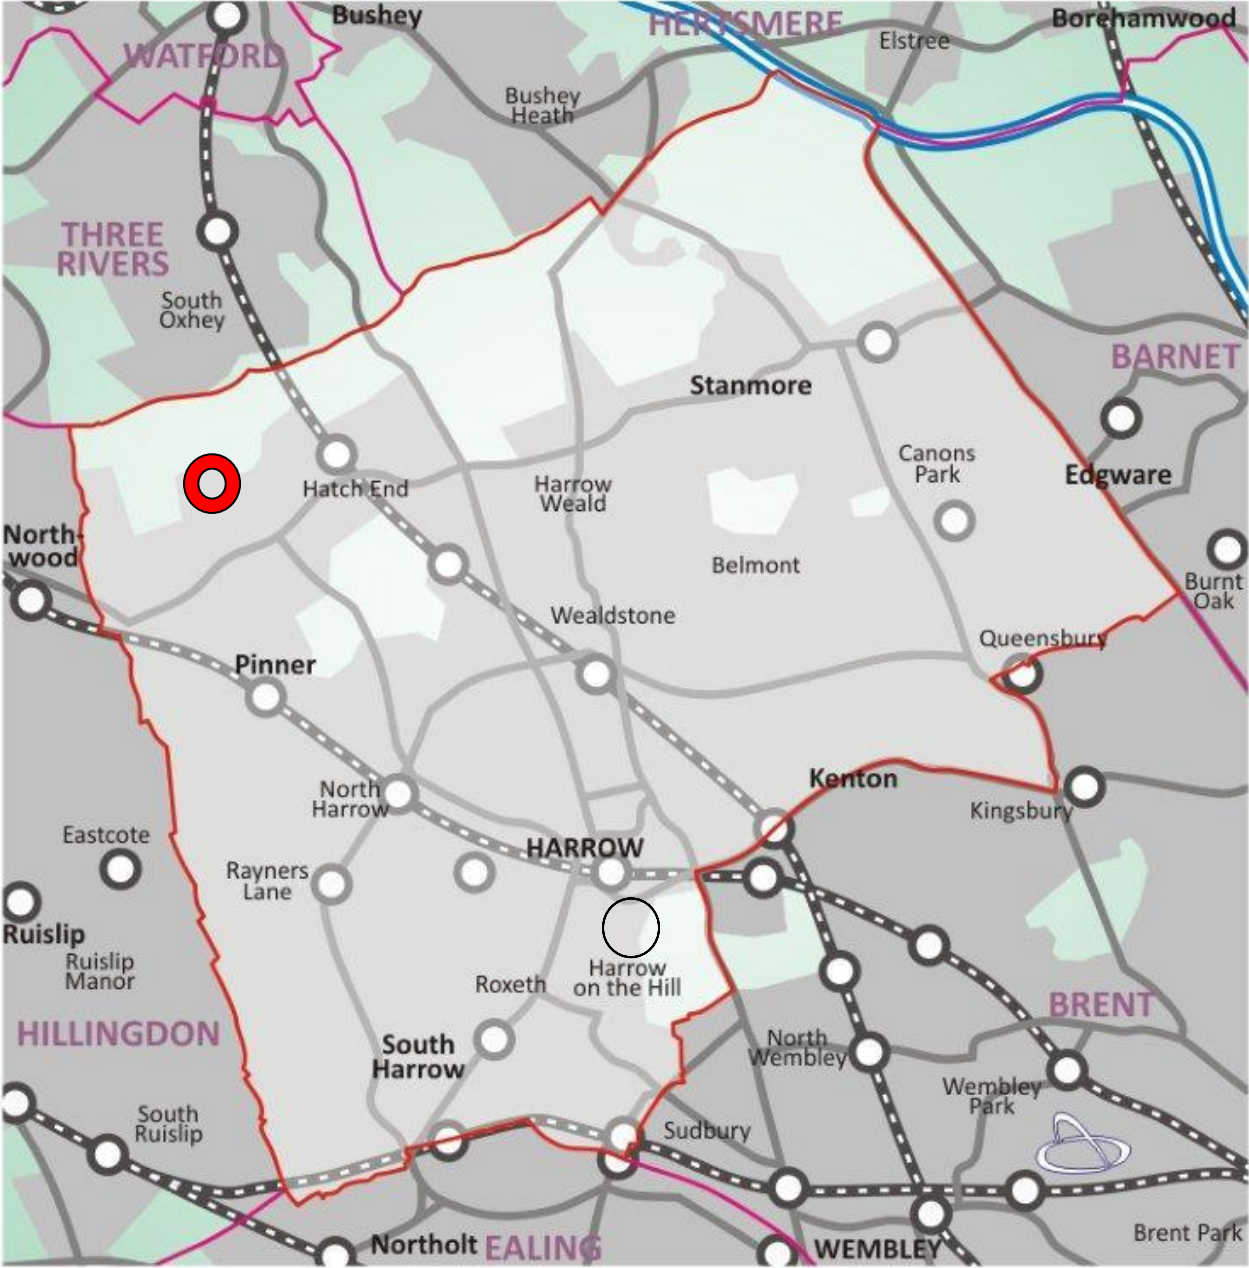 Bushey
HERTSMERE
Borehamwood
WATFORD
Elstree
Bushey
Heath
THREE
RIVERS
South
Oxhey
BARNET
Stanmore
Canons
Park
Edgware
Hatch End
Harrow
Weald
North-
wood
Belmont
Burnt
Oak
Wealdstone
Queensbury
Pinner
Kenton
North
Harrow
Kingsbury
Eastcote
HARROW
Rayners
Lane
Ruislip
Ruislip
Manor
Harrow
on the Hill
Roxeth
BRENT
HILLINGDON
South
Harrow
North
Wembley
Wembley
Park
South
Ruislip
Sudbury
Brent Park
Northolt
EALING
WEMBLEY